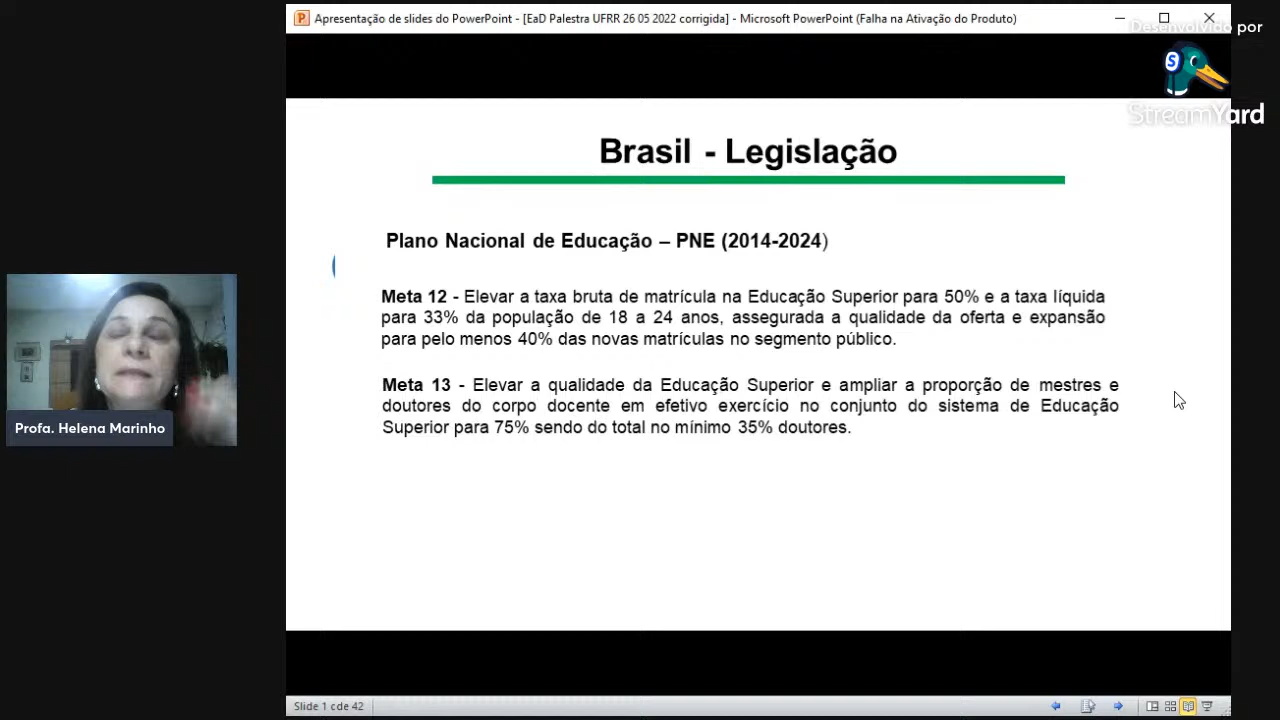 Apresentação de slides do PowerPoint - [EaD Palestra UFRR 26 05 2022 corrigida] - Microsoft PowerPoint (Falha na Ativação do Produto)
Desenvolvido por
S
StreamYard
Brasil - Legislação
Plano Nacional de Educação – PNE (2014-2024)
Meta 12 - Elevar a taxa bruta de matrícula na Educação Superior para 50% e a taxa líquida
para 33% da população de 18 a 24 anos, assegurada a qualidade da oferta e expansão
para pelo menos 40% das novas matrículas no segmento público.
Meta 13 - Elevar a qualidade da Educação Superior e ampliar a proporção de mestres e
doutores do corpo docente em efetivo exercício no conjunto do sistema de Educação
Superior para 75% sendo do total no mínimo 35% doutores.
Profa. Helena Marinho
Slide 1 cde 42